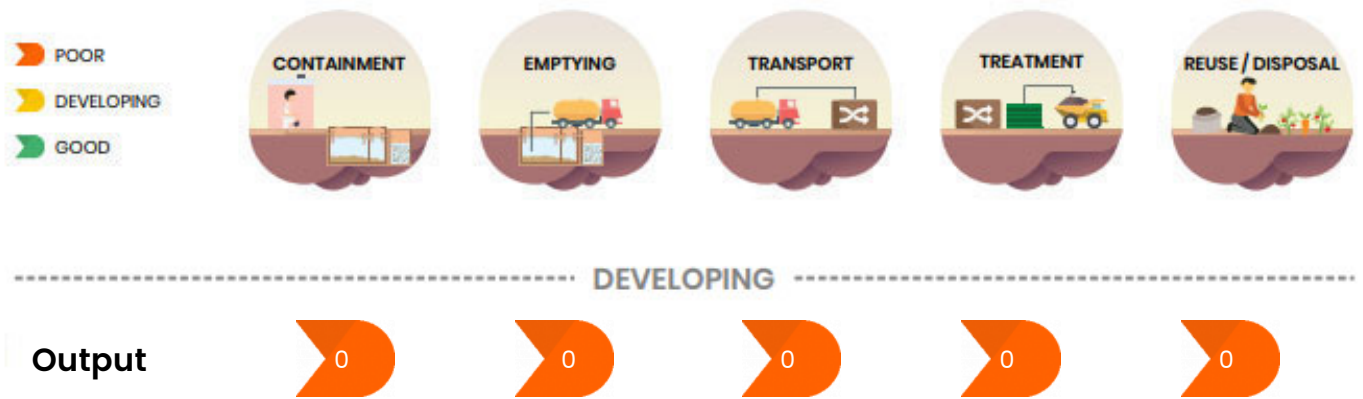 POOR
DEVELOPING
GOOD
CONTAINMENT
EMPTYING
TRANSPORT
TREATMENT
REUSE / DISPOSAL
DEVELOPING
Output 0 0 0 0 0